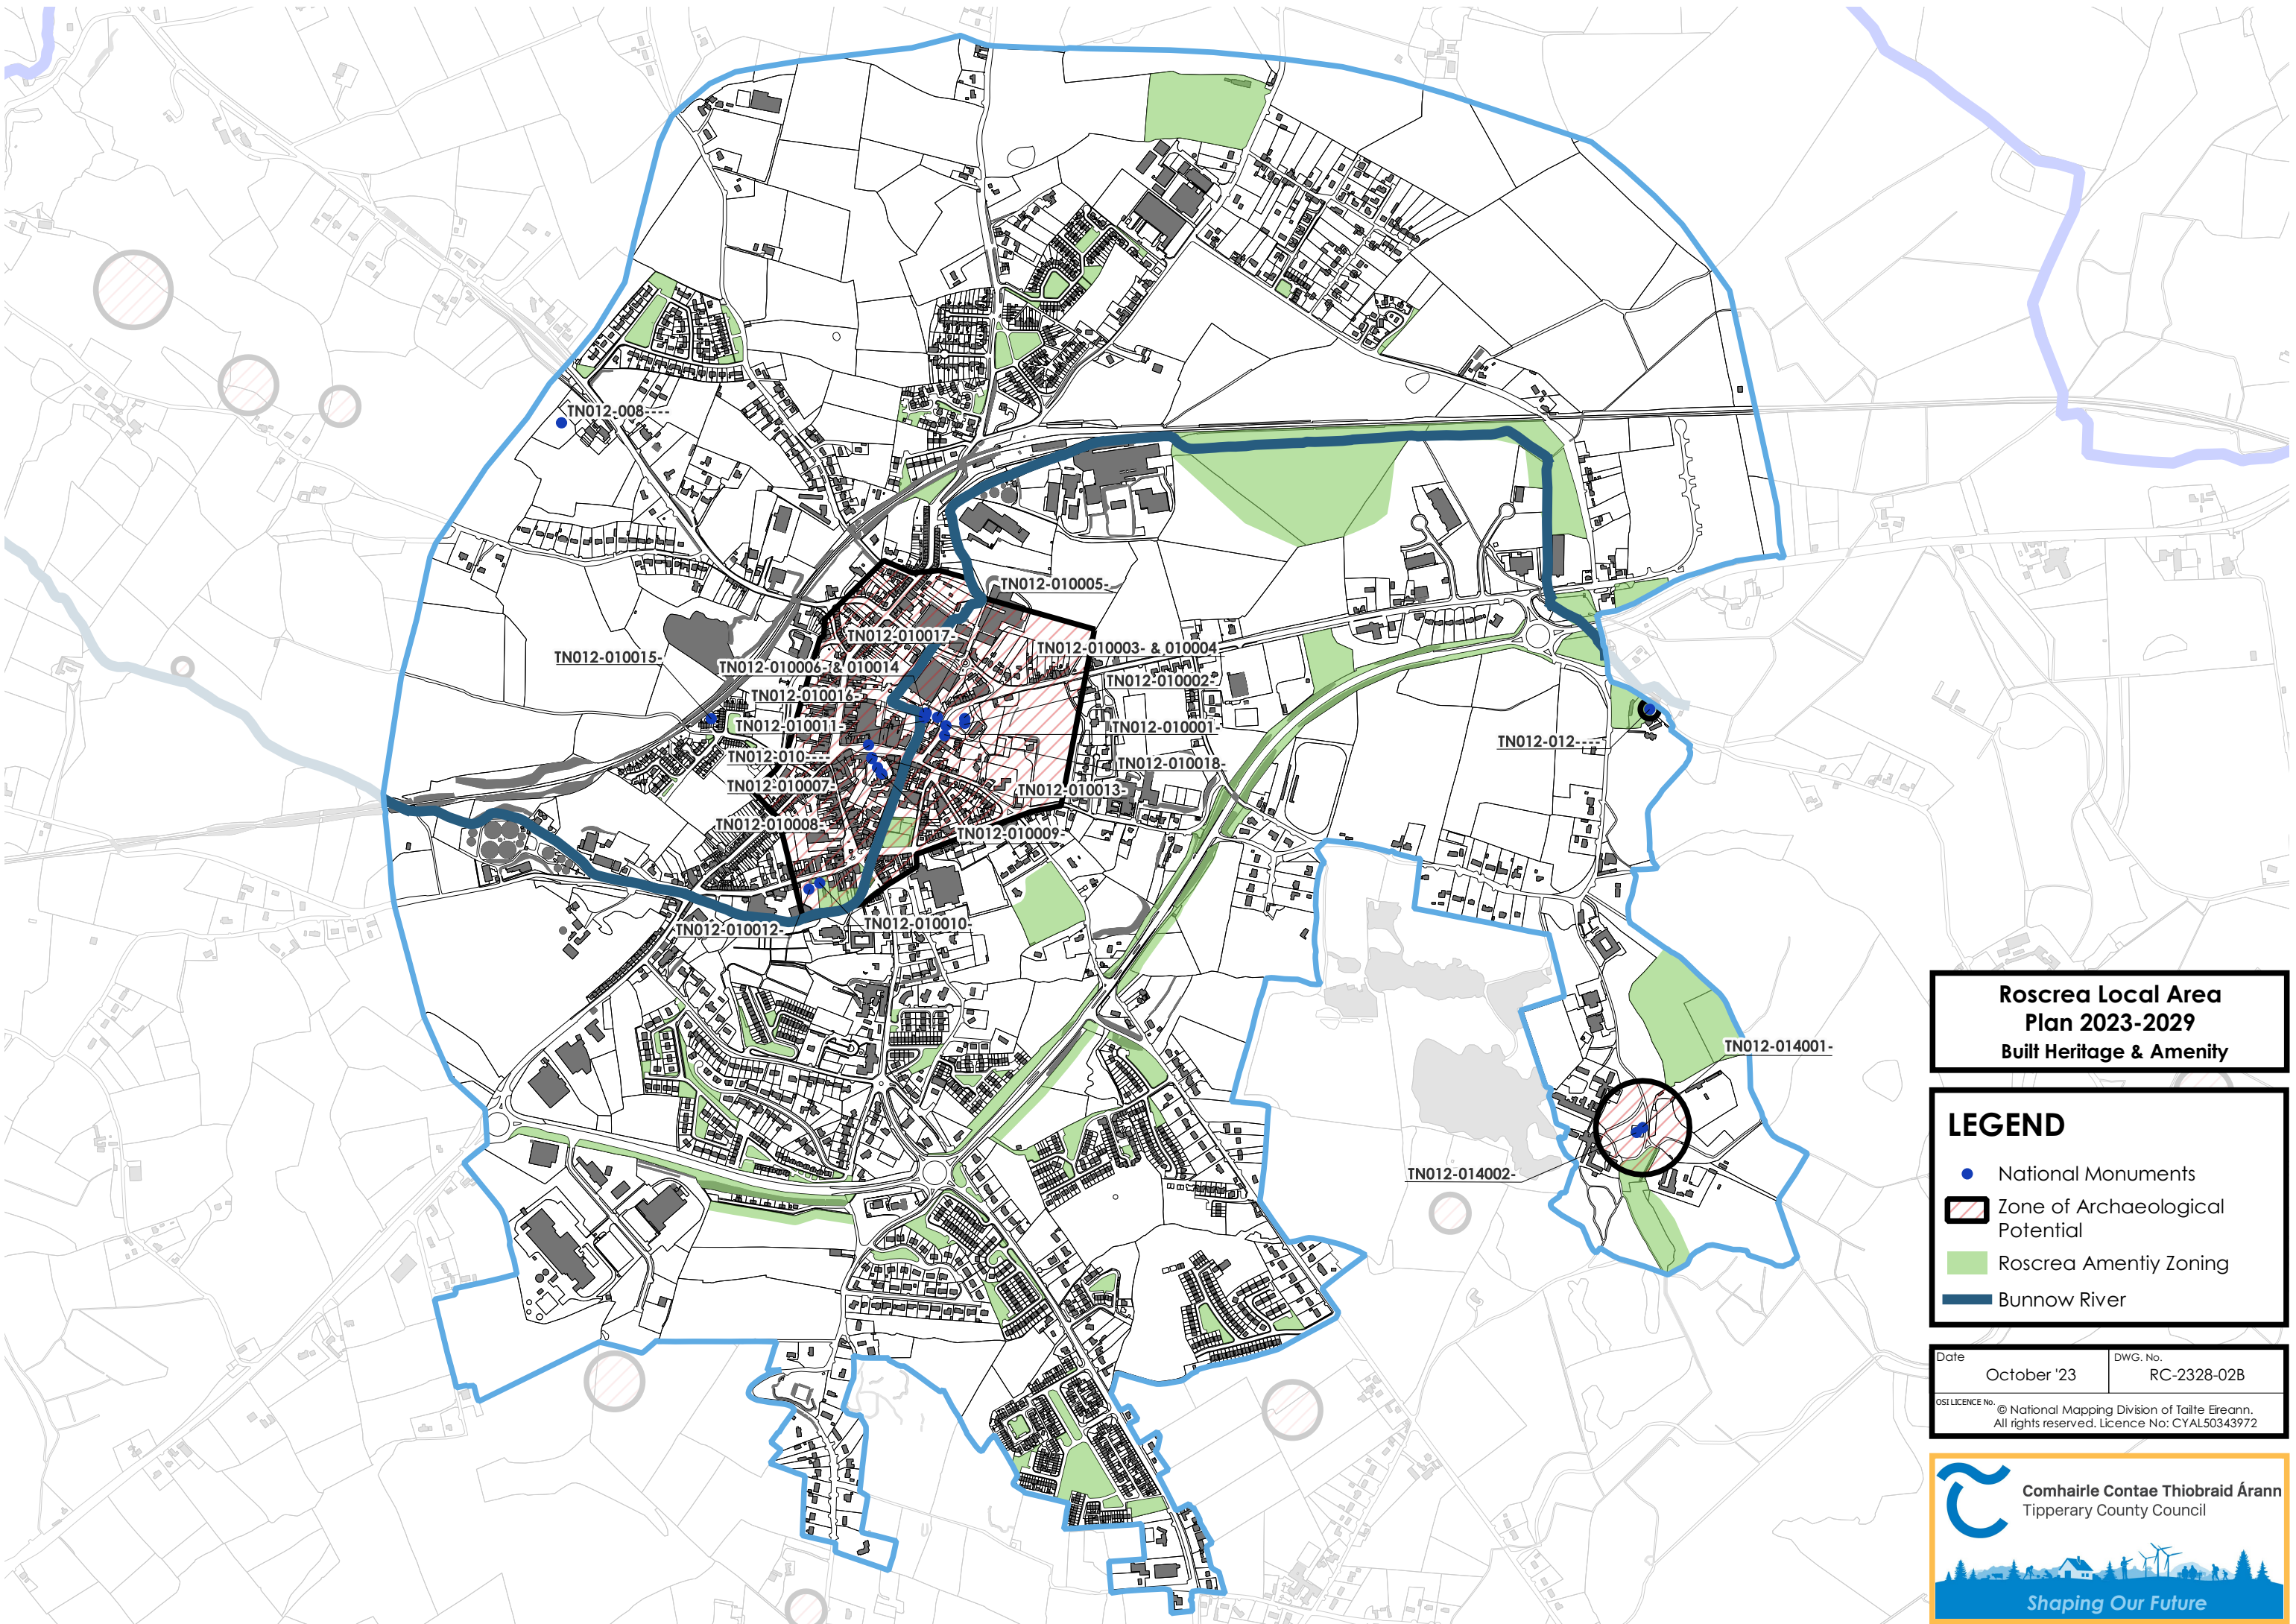 TN012-008----
TN012-010005-
TN012-010017-
TN012-010003- & 010004
TN012-010015-
TN012-010006- & 010014
TN012-010002-
TN012-010016-
TN012-010011-
TN012-010001-
TN012-012----
TN012-010----
TN012-010018-
TN012-010007-
TN012-010013-
TN012-010008-
TN012-010009-
TN012-010012-
TN012-010010-
TN012-014001-
TN012-014002-
Roscrea Local Area
Plan 2023-2029
Built Heritage & Amenity
LEGEND
National Monuments
Zone of Archaeological
Potential
Roscrea Amentiy Zoning
Bunnow River
Date
October '23
DWG. No.
RC-2328-02B
OSI LICENCE No.
© National Mapping Division of Tailte Eireann.
All rights reserved. Licence No: CYAL50343972
Comhairle Contae Thiobraid Árann
Tipperary County Council
Shaping Our Future